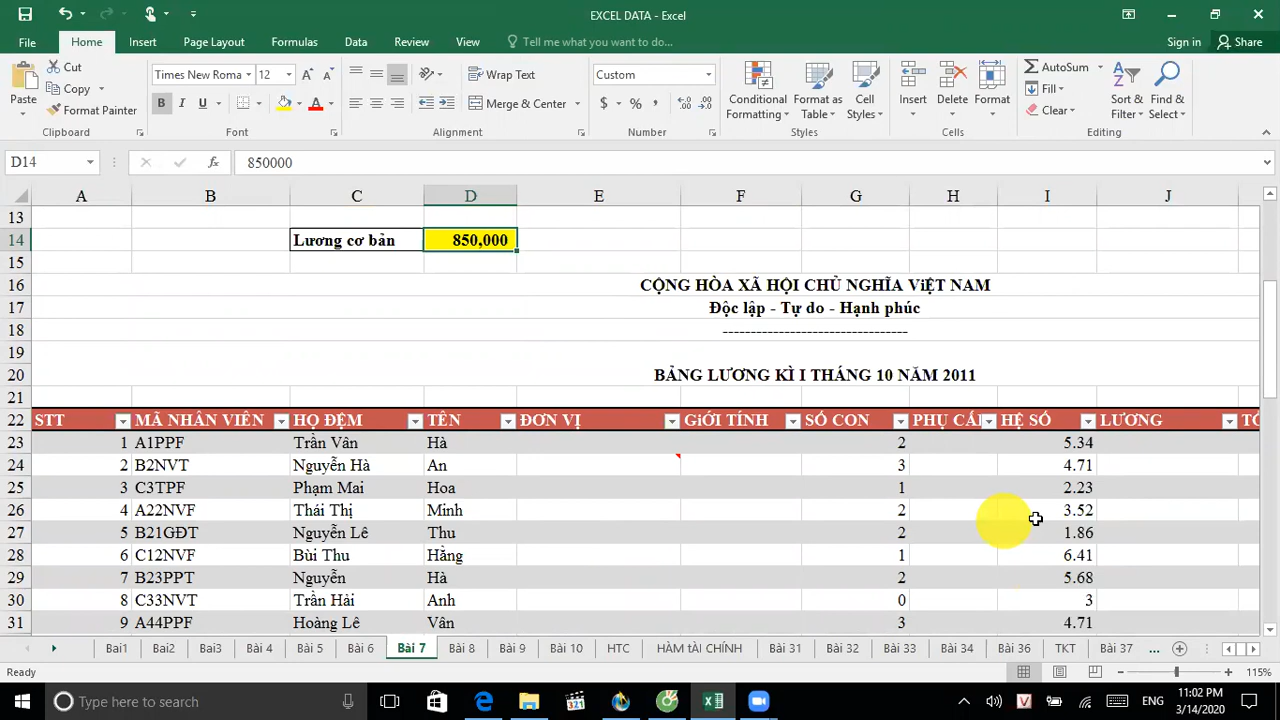 EXCEL DATA - Excel
File Home Insert Page Layout Formulas Data Review View Tell me what you want to do... Sign in Share
Paste Cut Copy Format Painter Clipboard
Times New Roma 12 B I U A Font
Wrap Text Merge & Center Alignment
Custom $ % , Number
Conditional Formatting Format as Table Cell Styles Styles
Insert Delete Format Cells
AutoSum Fill Clear Sort & Filter Find & Select Editing
D14 fx 850000
A B C D E F G H I J
13
14 Lương cơ bản 850,000
15
16 CỘNG HÒA XÃ HỘI CHỦ NGHĨA ViỆT NAM
17 Độc lập - Tự do - Hạnh phúc
18 ---------------------------------
19
20 BẢNG LƯƠNG KÌ I THÁNG 10 NĂM 2011
21
22 STT MÃ NHÂN VIÊN HỌ ĐỆM TÊN ĐƠN VỊ GiỚI TÍNH SỐ CON PHỤ CẤ HỆ SỐ LƯƠNG TỔ
23 1 A1PPF Trần Vân Hà 2 5.34
24 2 B2NVT Nguyễn Hà An 3 4.71
25 3 C3TPF Phạm Mai Hoa 1 2.23
26 4 A22NVF Thái Thị Minh 2 3.52
27 5 B21GĐT Nguyễn Lê Thu 2 1.86
28 6 C12NVF Bùi Thu Hằng 1 6.41
29 7 B23PPT Nguyễn Hà 2 5.68
30 8 C33NVT Trần Hải Anh 0 3
31 9 A44PPF Hoàng Lê Vân 3 4.71
Bai1 Bai2 Bai3 Bài 4 Bài 5 Bài 6 Bài 7 Bài 8 Bài 9 Bài 10 HTC HÀM tÀI CHÍNH Bài 31 Bài 32 Bài 33 Bài 34 Bài 36 TKT Bài 37 ...
Ready 115%
Type here to search ENG 11:02 PM
3/14/2020